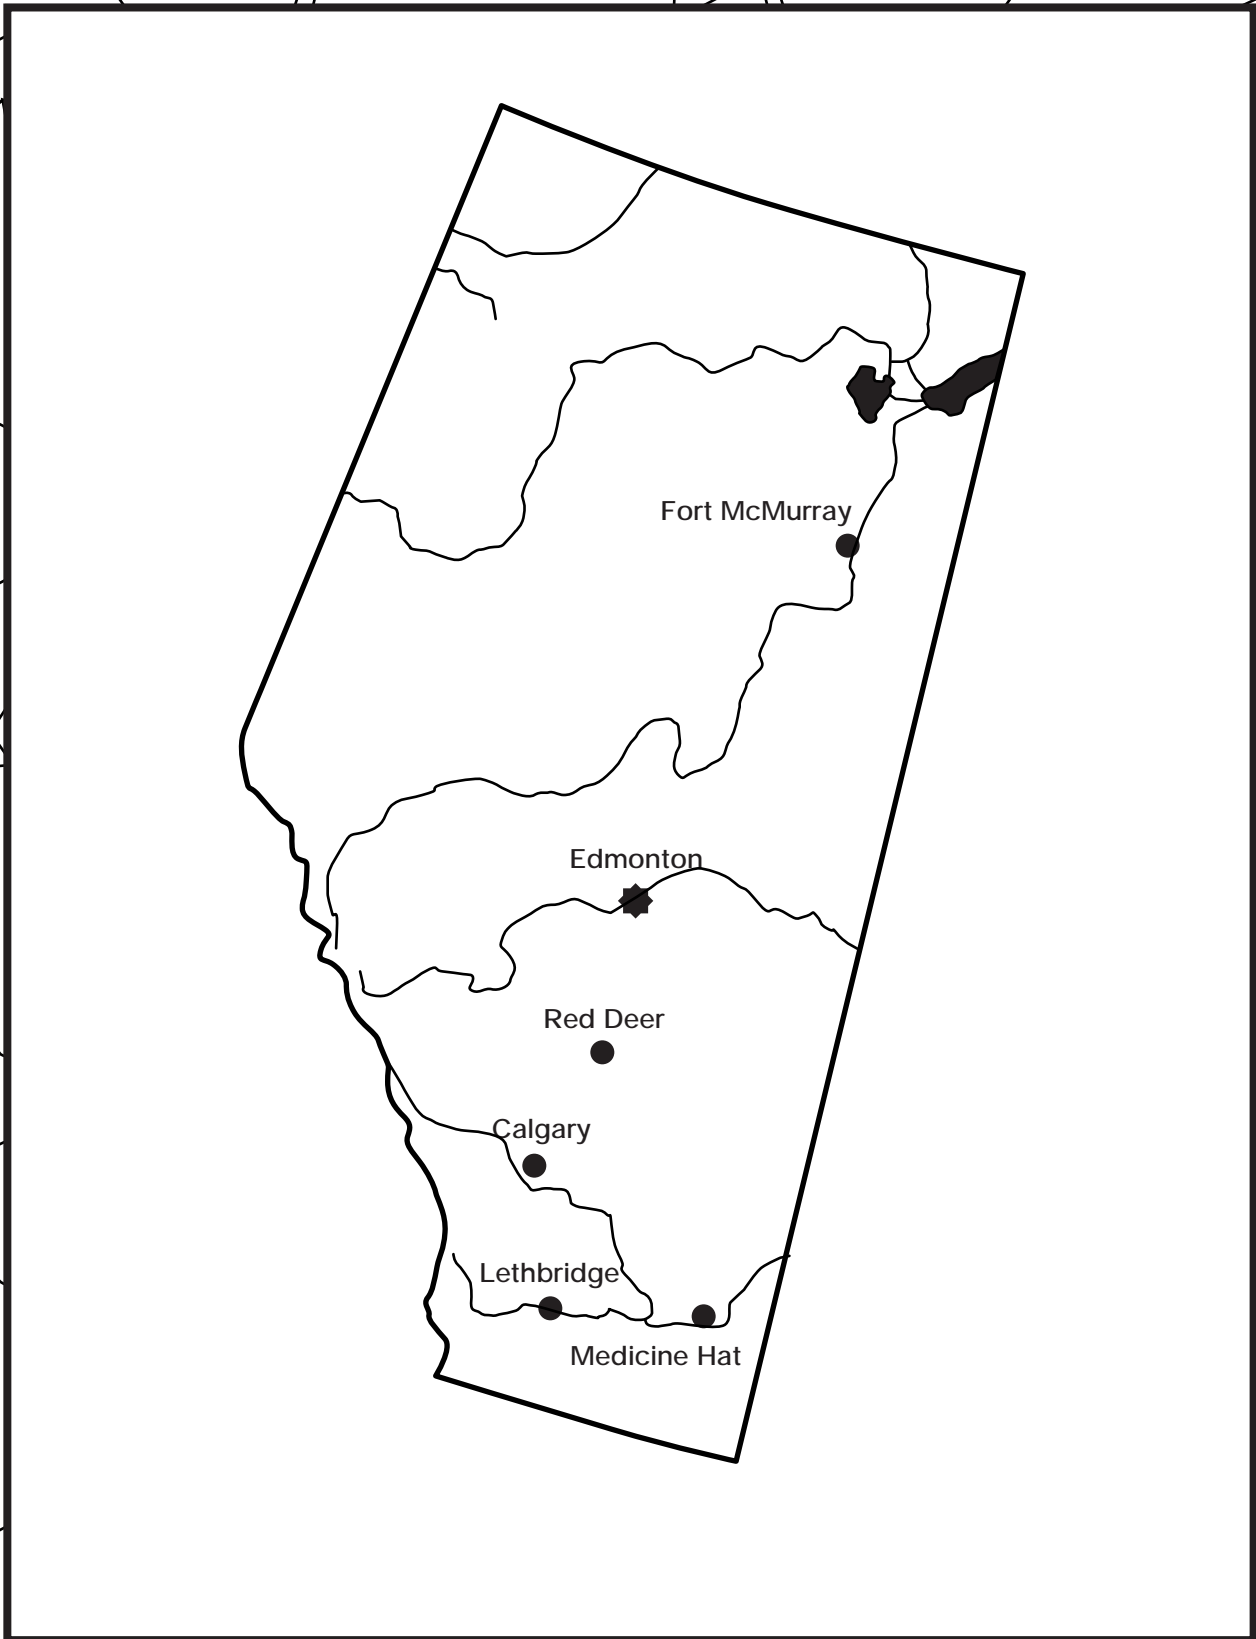 Fort McMurray
Edmonton
Red Deer
Calgary
Lethbridge
Medicine Hat